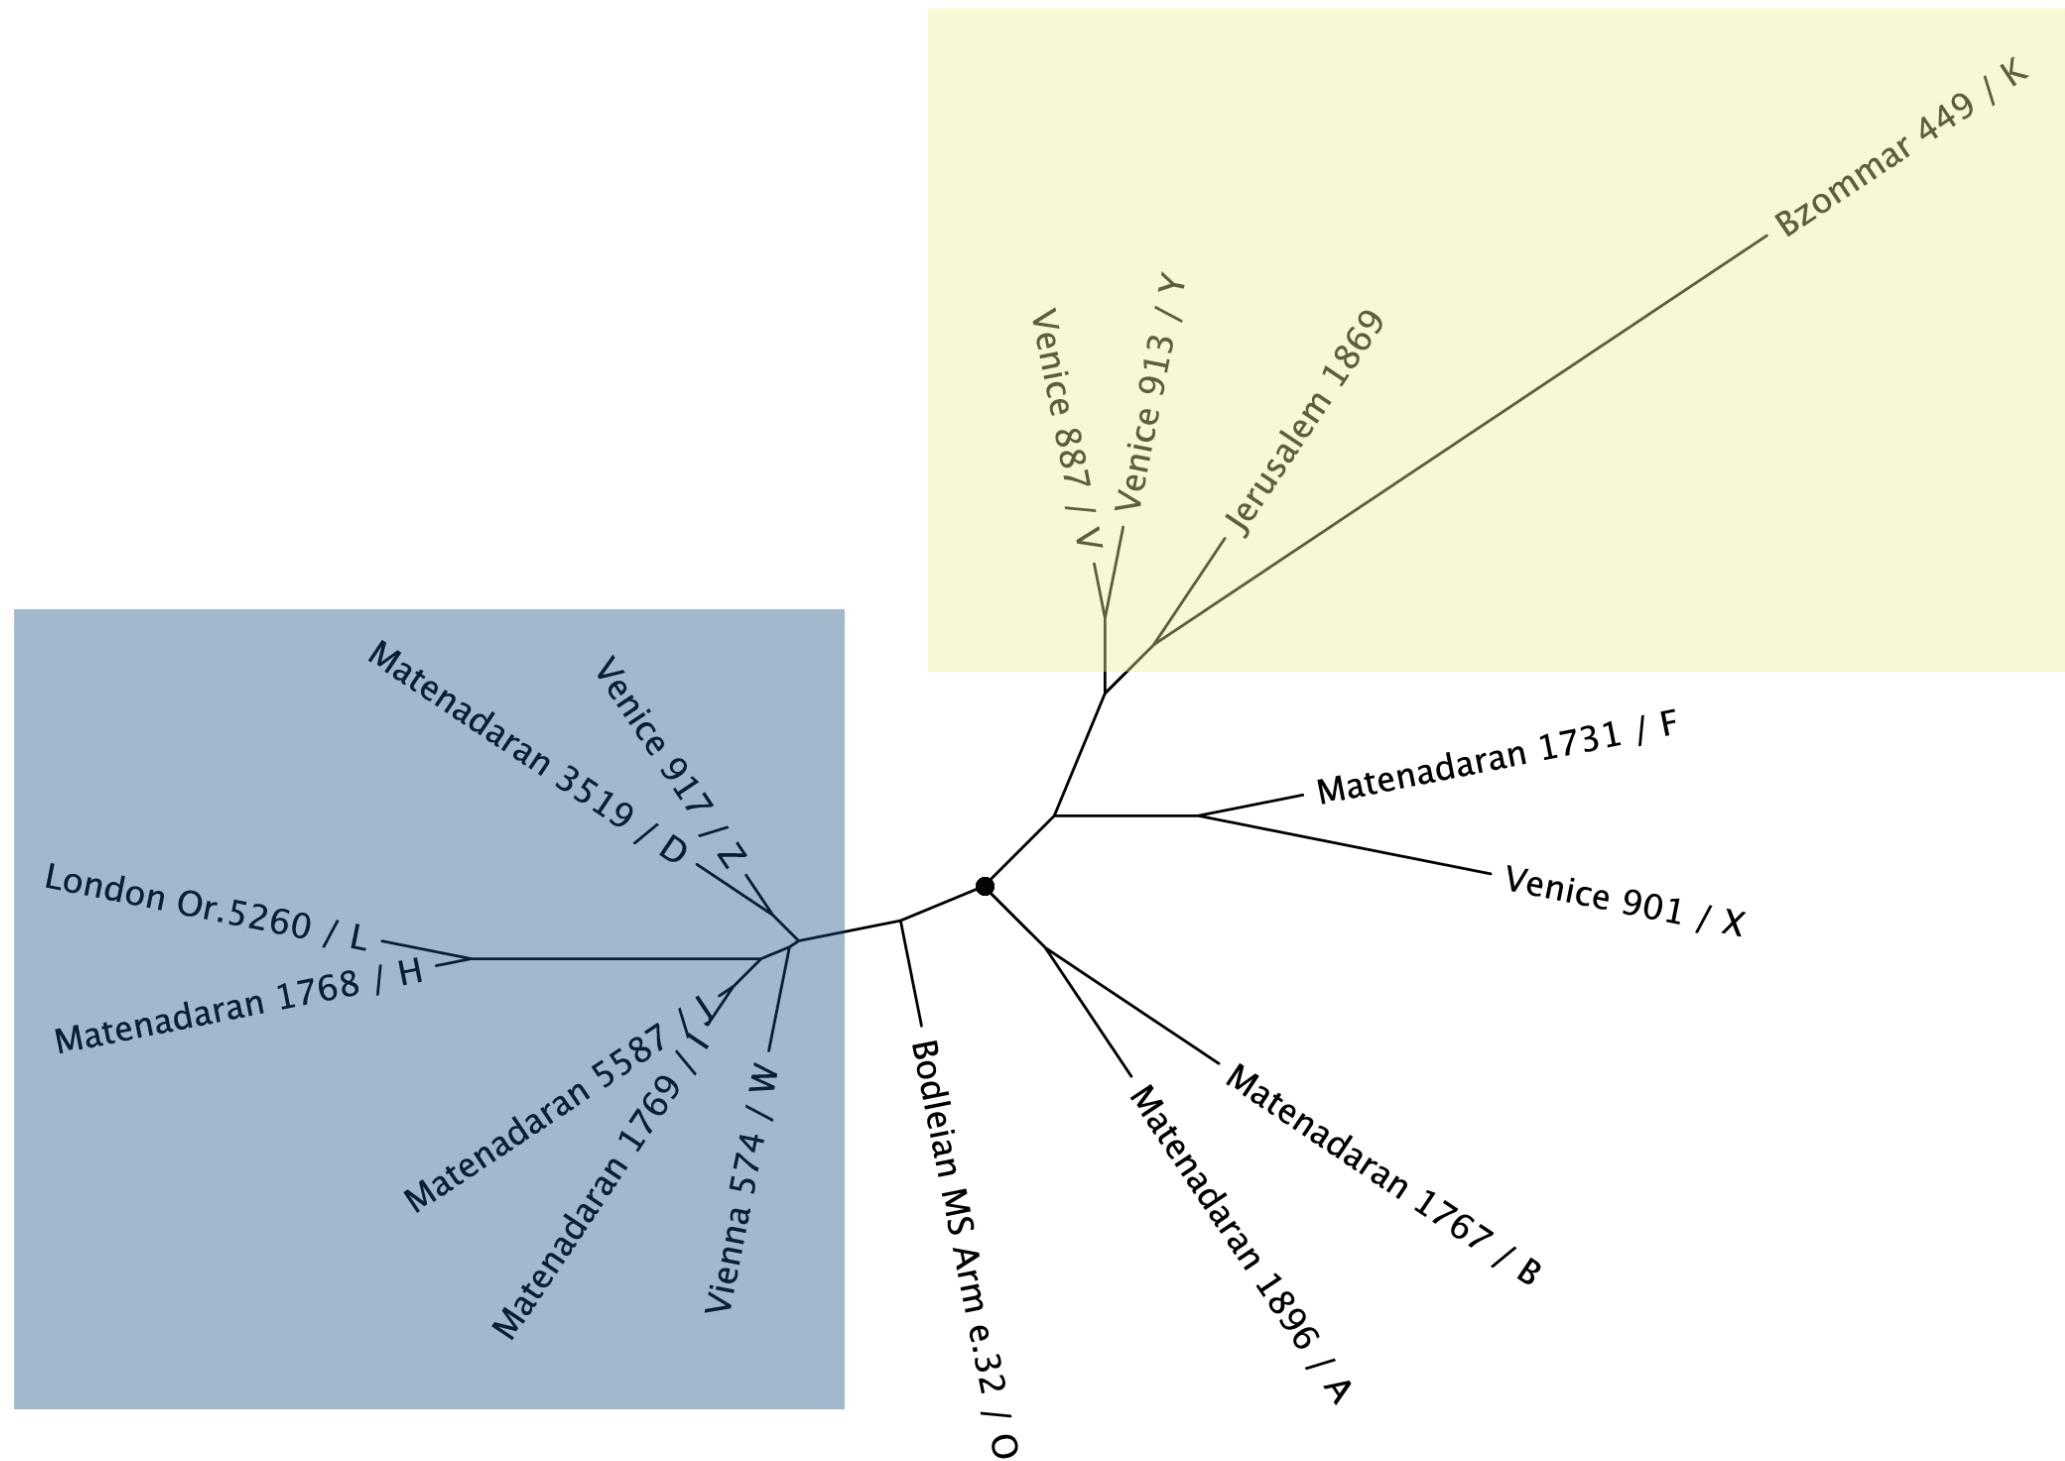 Bzommar 449 / K
Venice 887 / V
Venice 913 / Y
Jerusalem 1869
Matenadaran 3519 / D
Venice 917 / Z
Matenadaran 1731 / F
London Or.5260 / L
Venice 901 / X
Matenadaran 1768 / H
Matenadaran 5587 / J
Matenadaran 1769 / I
Vienna 574 / W
Bodleian MS Arm e.32 / O
Matenadaran 1767 / B
Matenadaran 1896 / A